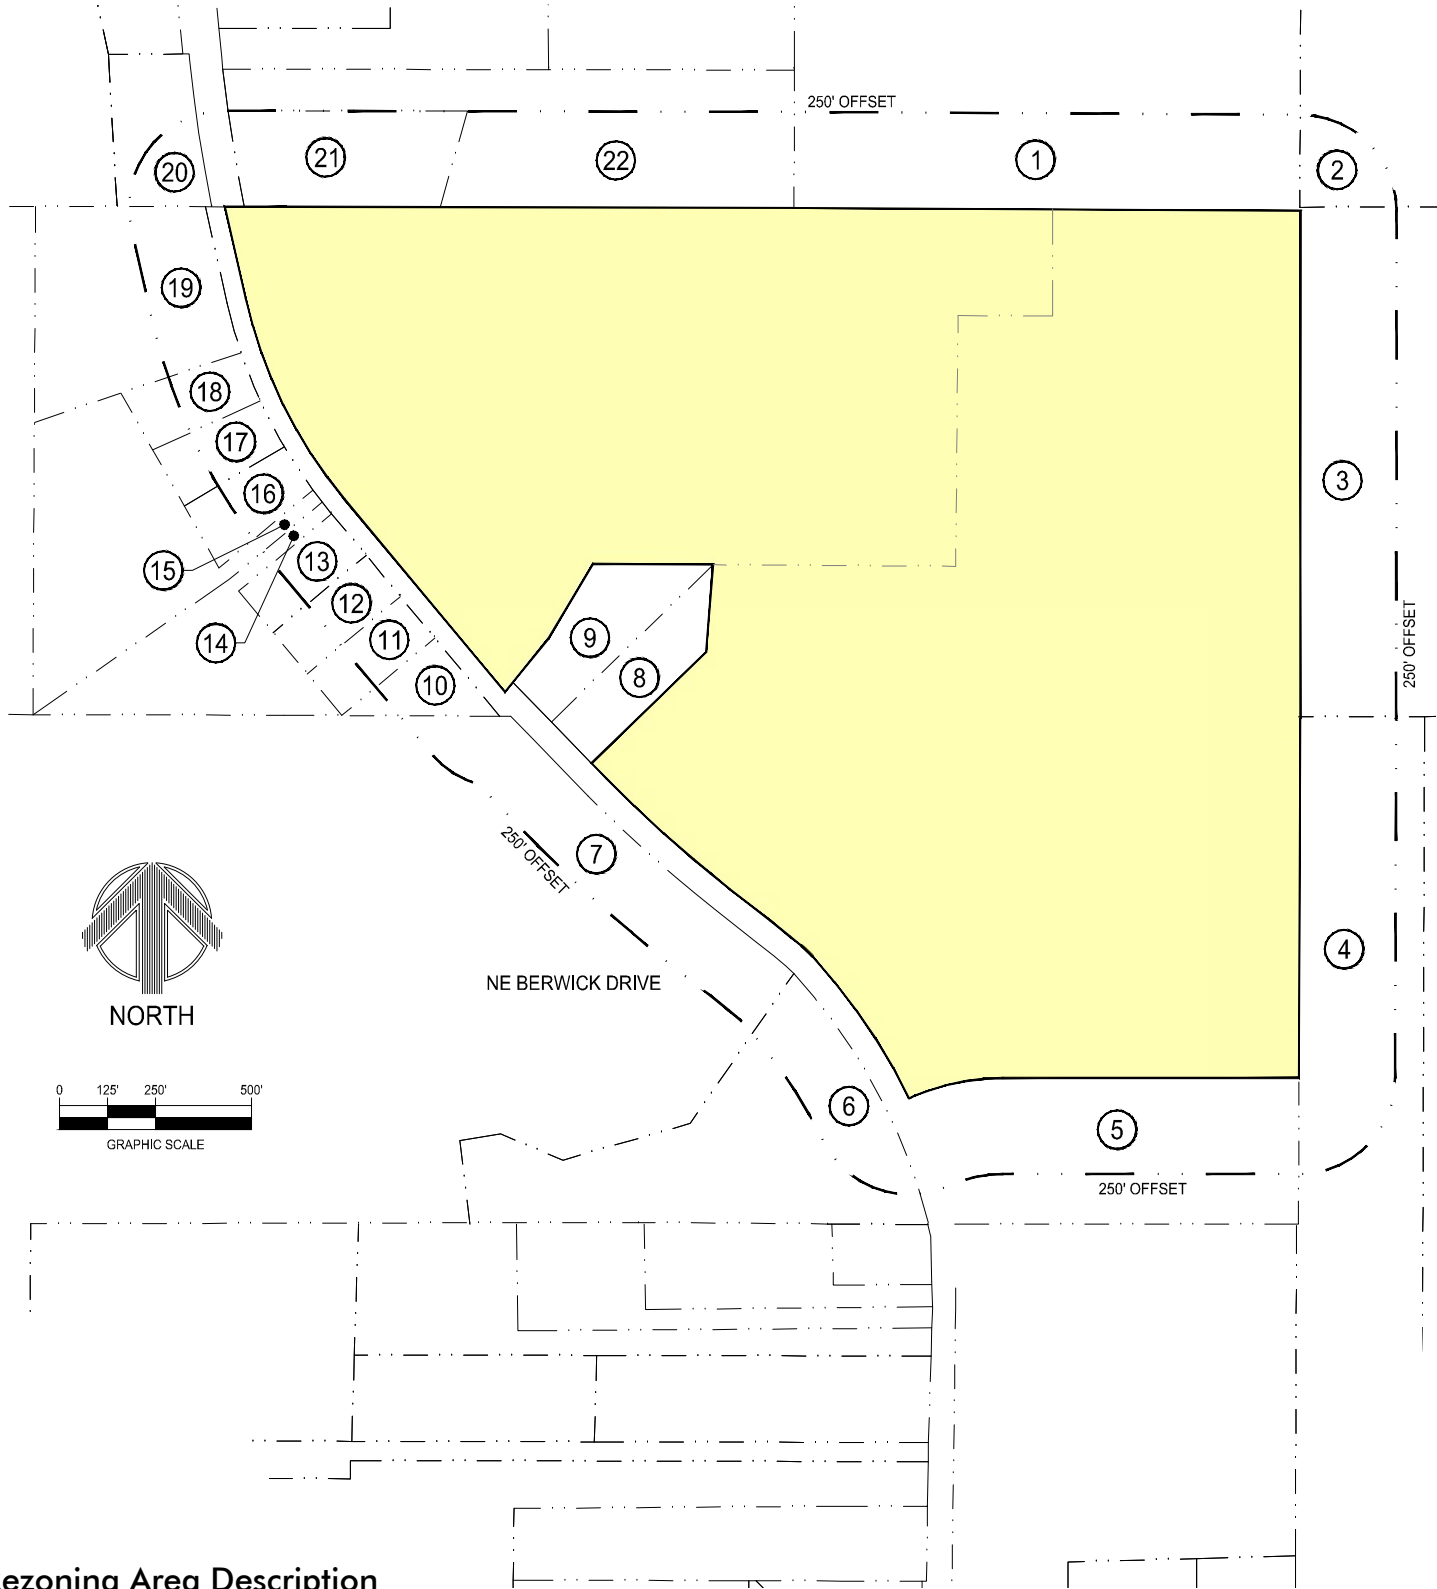 250' OFFSET
21
22
1
2
20
19
18
17
16
3
15
13
12
14
11
9
8
10
250' OFFSET
7
250' OFFSET
4
NE BERWICK DRIVE
NORTH
0 125' 250' 500'
GRAPHIC SCALE
6
5
250' OFFSET
ezoning Area Description